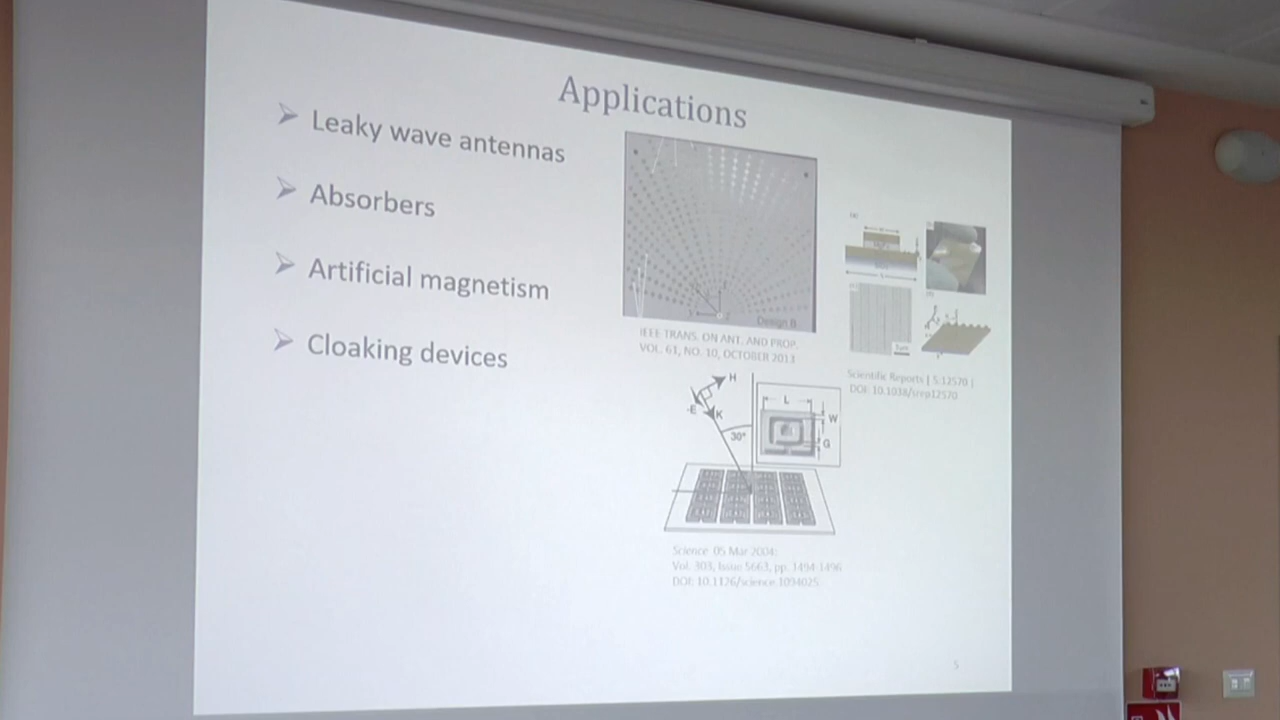 Applications
Leaky wave antennas
Absorbers
Artificial magnetism
Cloaking devices
Design B
IEEE TRANS. ON ANT. AND PROP.
VOL. 61, NO. 10, OCTOBER 2013
(a)
Scientific Reports | 5:12570 |
DOI: 10.1038/srep12570
H
-E
K
30°
L
W
G
Science 05 Mar 2004:
Vol. 303, Issue 5663, pp. 1494-1496
DOI: 10.1126/science.1094025
5